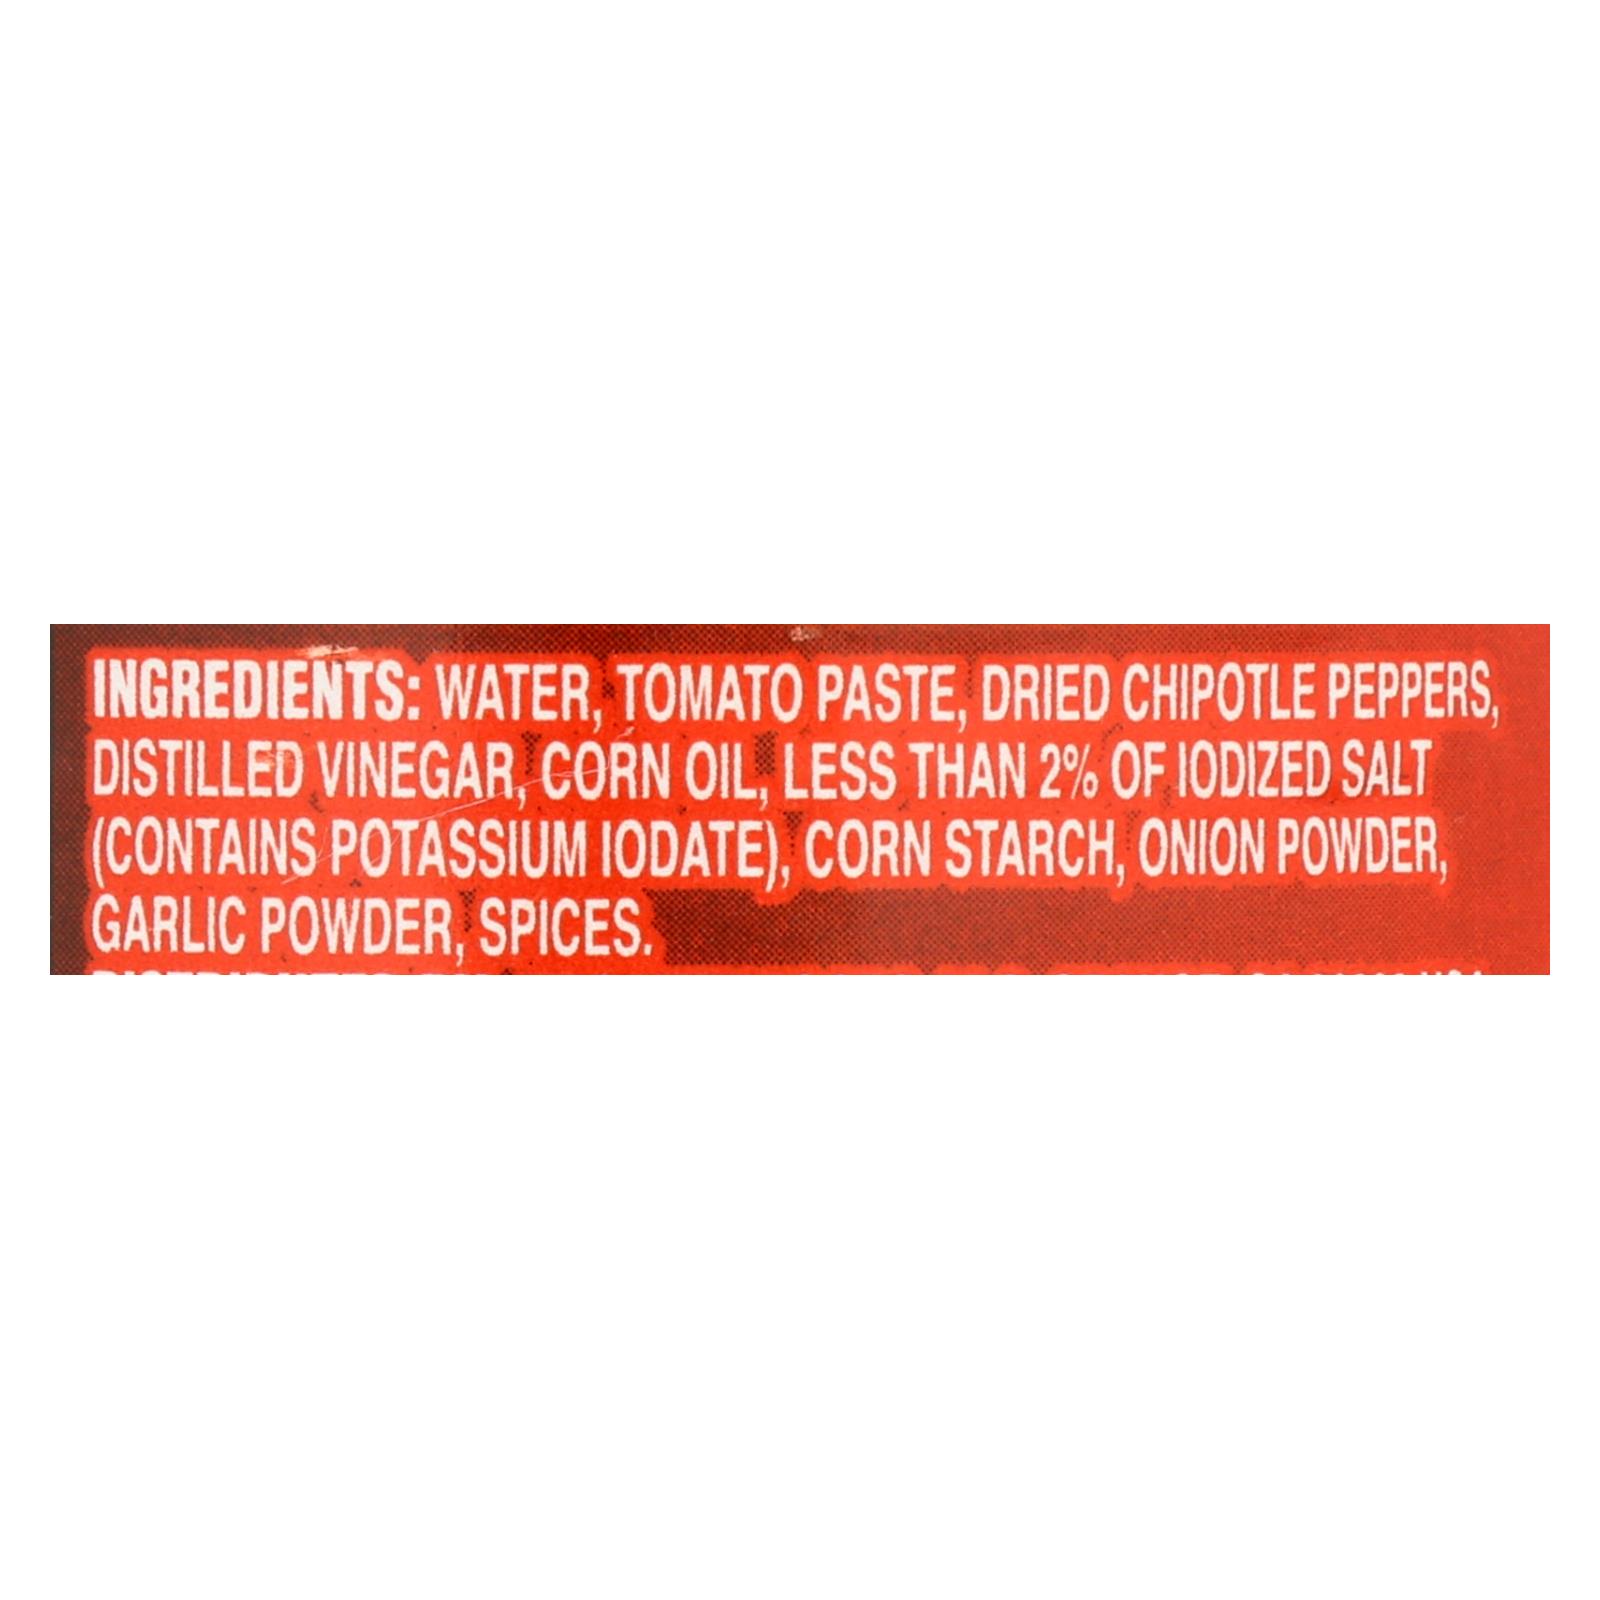 INGREDIENTS: WATER, TOMATO PASTE, DRIED CHIPOTLE PEPPERS,
DISTILLED VINEGAR, CORN OIL, LESS THAN 2% OF IODIZED SALT
(CONTAINS POTASSIUM IODATE), CORN STARCH, ONION POWDER,
GARLIC POWDER, SPICES.